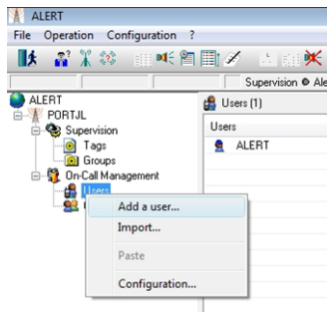 ALERT
File Operation Configuration ?
Supervision Ale
ALERT
PORTJL
Supervision
Tags
Groups
On-Call Management
Users
Users (1)
Users
ALERT
Add a user...
Import...
Paste
Configuration...